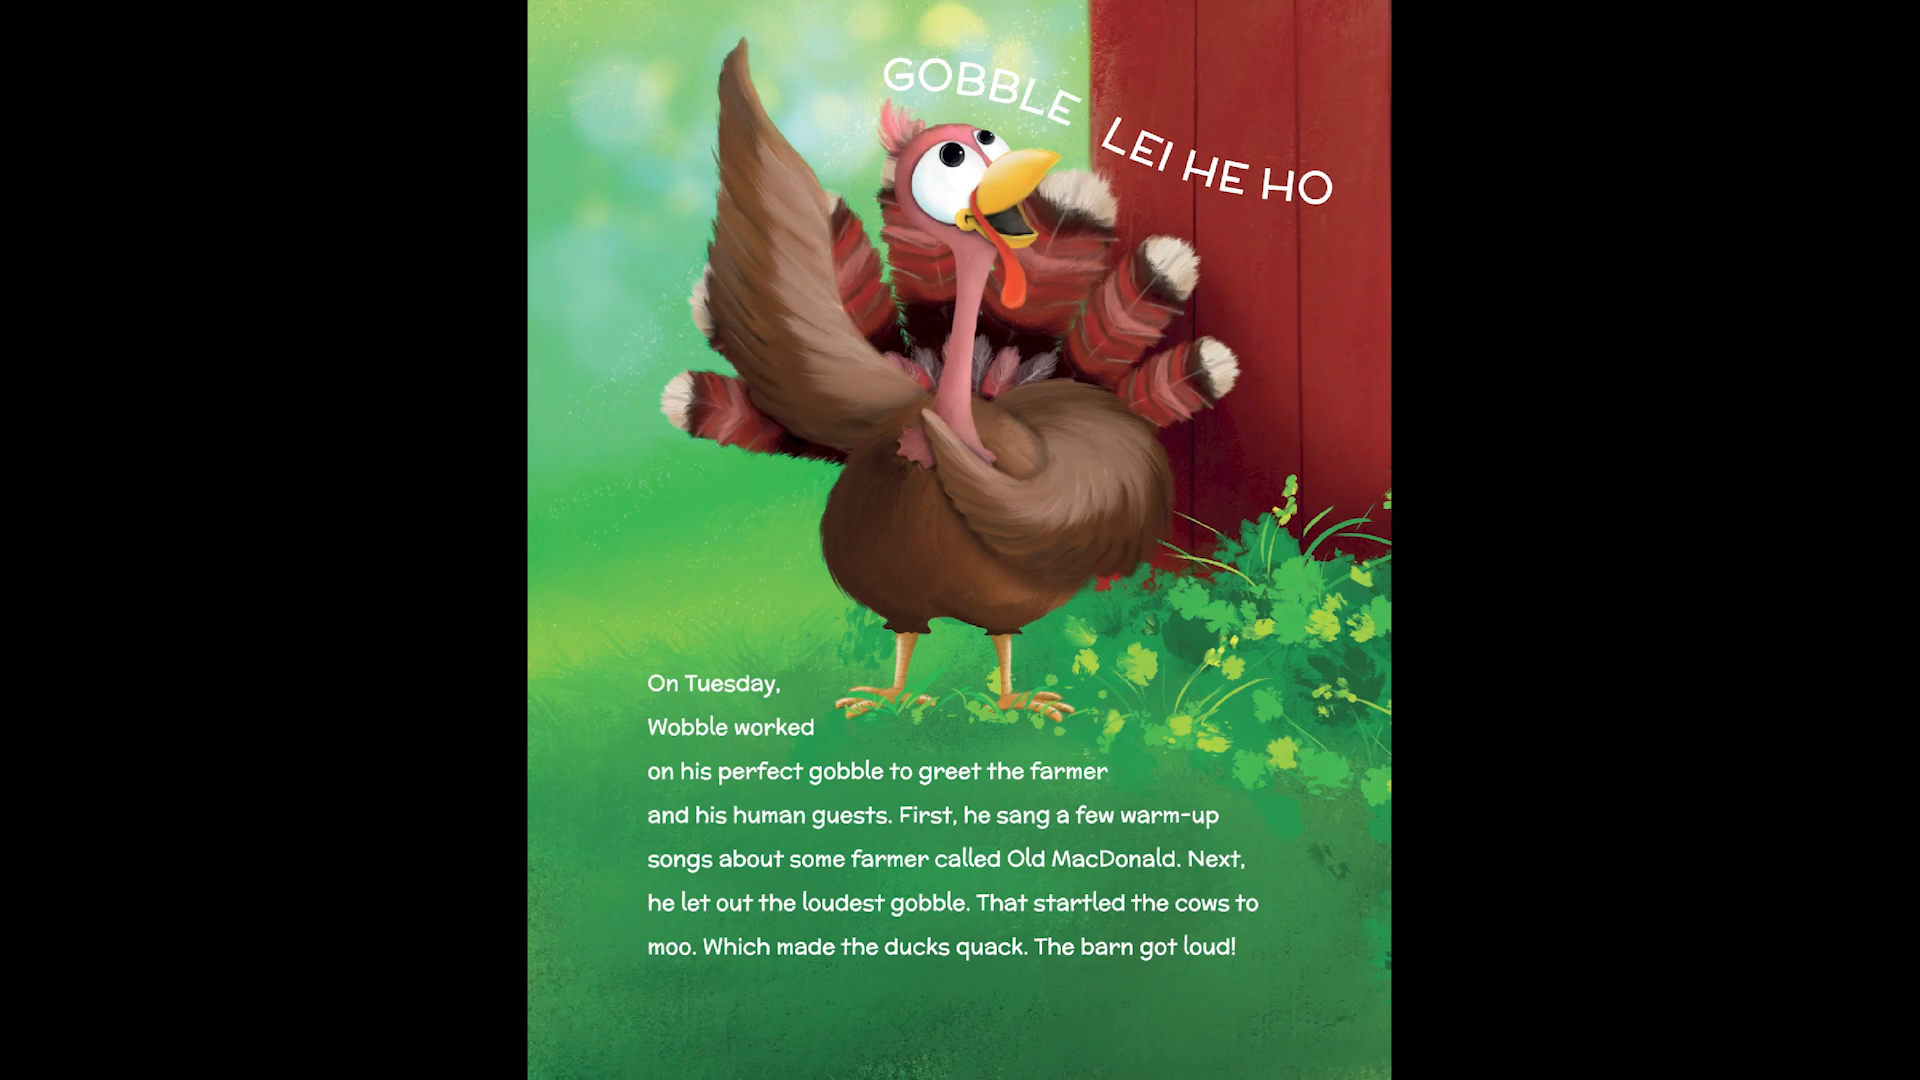 GOBBLE
LEI HE HO
On Tuesday,
Wobble worked
on his perfect gobble to greet the farmer
and his human guests. First, he sang a few warm-up
songs about some farmer called Old MacDonald. Next,
he let out the loudest gobble. That startled the cows to
moo. Which made the ducks quack. The barn got loud!